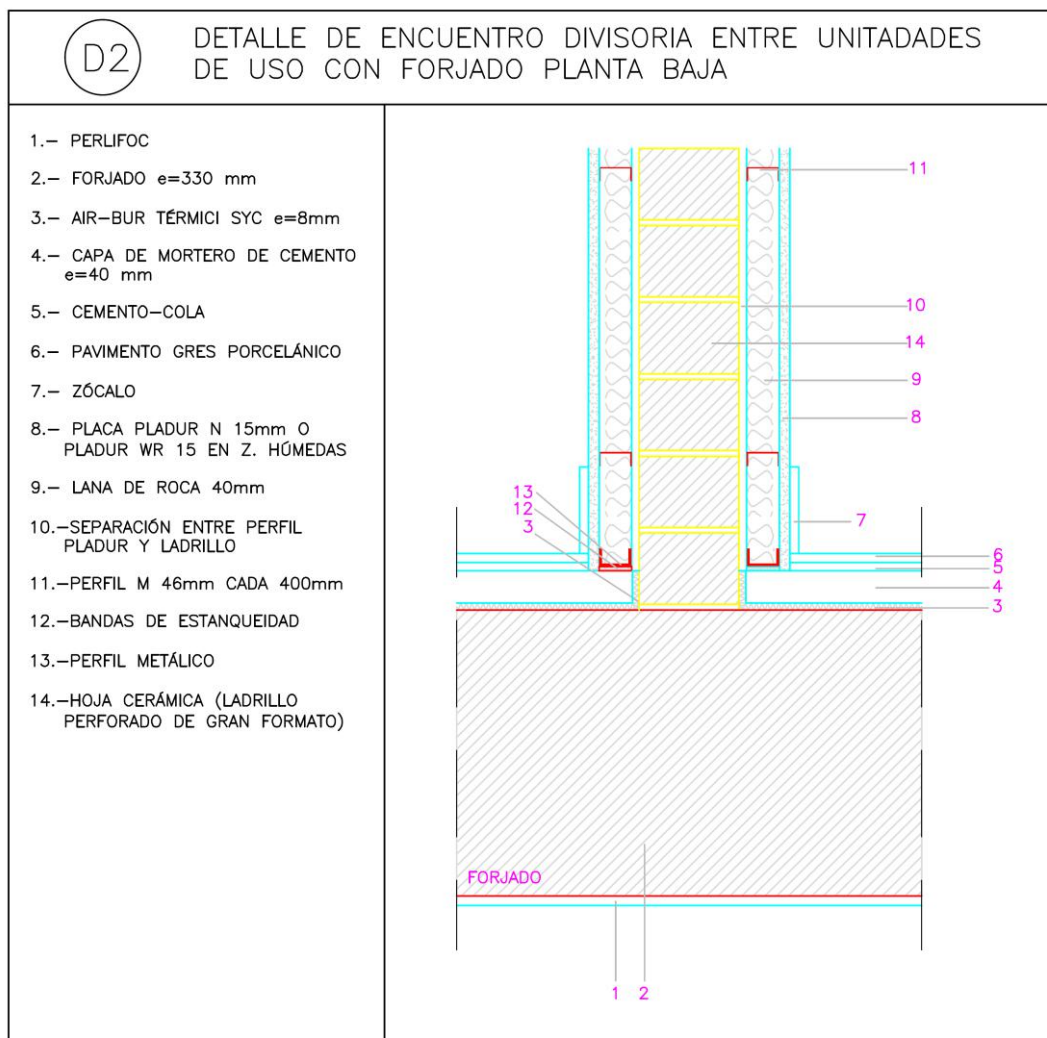 D2
DETALLE DE ENCUENTRO DIVISORIA ENTRE UNITADADES
DE USO CON FORJADO PLANTA BAJA
1.- PERLIFOC
2.- FORJADO e=330 mm
3.- AIR-BUR TÉRMICI SYC e=8mm
4.- CAPA DE MORTERO DE CEMENTO
e=40 mm
5.- CEMENTO-COLA
6.- PAVIMENTO GRES PORCELÁNICO
7.- ZÓCALO
8.- PLACA PLADUR N 15mm O
PLADUR WR 15 EN Z. HÚMEDAS
9.- LANA DE ROCA 40mm
10.-SEPARACIÓN ENTRE PERFIL
PLADUR Y LADRILLO
11.-PERFIL M 46mm CADA 400mm
12.-BANDAS DE ESTANQUEIDAD
13.-PERFIL METÁLICO
14.-HOJA CERÁMICA (LADRILLO
PERFORADO DE GRAN FORMATO)
11
10
14
9
8
13
12
3
7
6
5
4
3
FORJADO
1 2